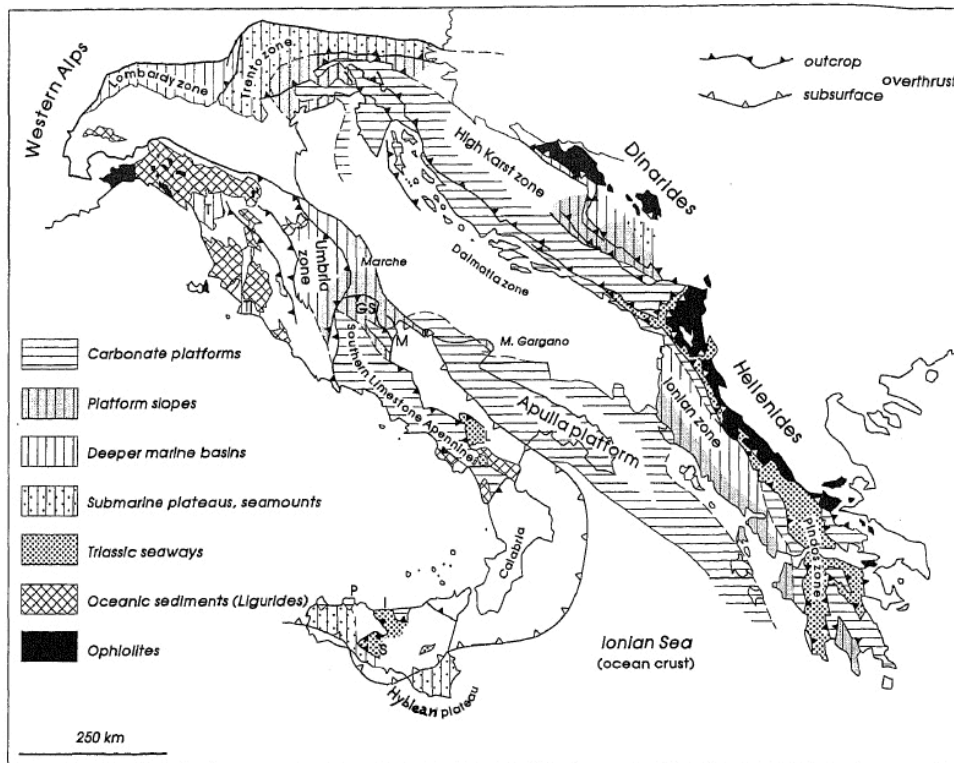 Western Alps
Lombardy zone
Trento zone
outcrop
overthrust
subsurface
High Karst zone
Dinarides
Umbria
zone
Marche
Dalmatia zone
GS
M
M. Gargano
Southern Limestone Apennines
Apulia platform
Ionian zone
Hellenides
Pindos zone
Calabria
P
I
S
Hyblean plateau
Ionian Sea
(ocean crust)
Carbonate platforms
Platform slopes
Deeper marine basins
Submarine plateaus, seamounts
Triassic seaways
Oceanic sediments (Ligurides)
Ophiolites
250 km